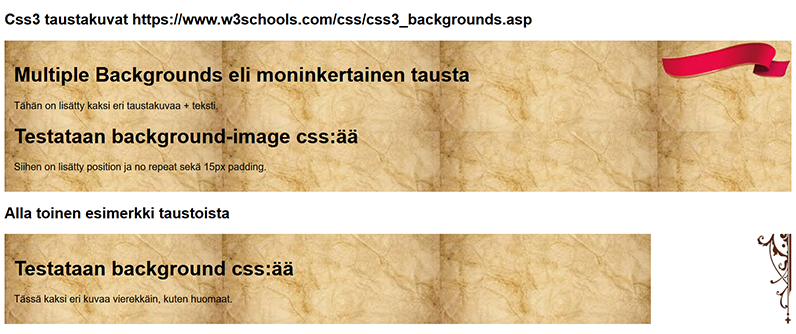 Css3 taustakuvat https://www.w3schools.com/css/css3_backgrounds.asp
Multiple Backgrounds eli moninkertainen tausta
Tähän on lisätty kaksi eri taustakuvaa + teksti,
Testataan background-image css:ää
Siihen on lisätty position ja no repeat sekä 15px padding.
Alla toinen esimerkki taustoista
Testataan background css:ää
Tässä kaksi eri kuvaa vierekkäin, kuten huomaat.